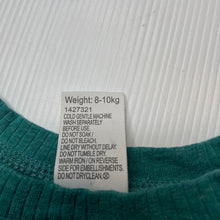 Weight: 8-10kg
1427321
COLD GENTLE MACHINE
WASH SEPARATELY
BEFORE USE.
DO NOT SOAK/
DO NOT BLEACH.
LINE DRY WITHOUT DELAY.
DO NOT TUMBLE DRY.
WARM IRON/ ON REVERSE
SIDE FOR EMBELLISHMENTS.
DO NOT DRYCLEAN.